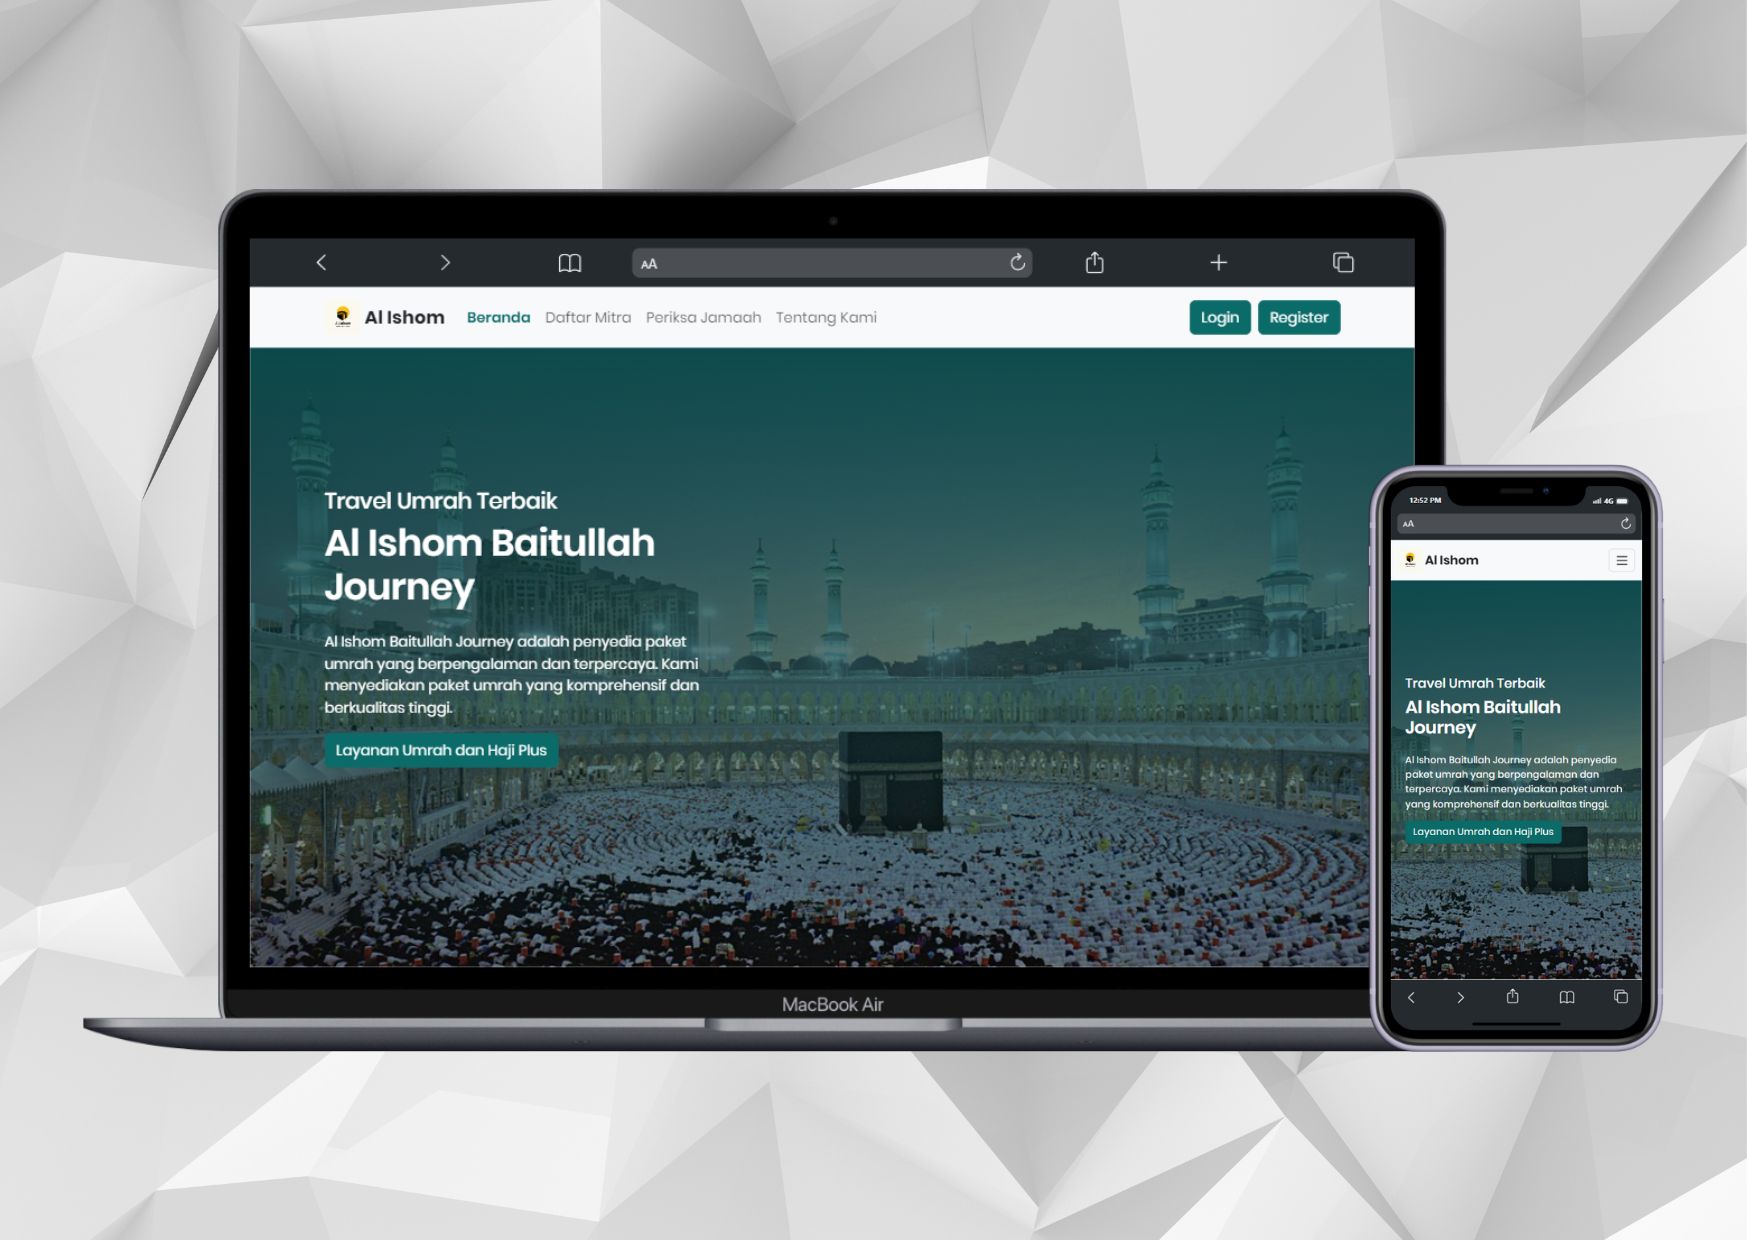 AA
Al Ishom Beranda Daftar Mitra Periksa Jamaah Tentang Kami Login Register
Travel Umrah Terbaik
Al Ishom Baitullah
Journey
Al Ishom Baitullah Journey adalah penyedia paket
umrah yang berpengalaman dan terpercaya. Kami
menyediakan paket umrah yang komprehensif dan
berkualitas tinggi.
Layanan Umrah dan Haji Plus
MacBook Air
12:52 PM 4G
AA
Al Ishom
Travel Umrah Terbaik
Al Ishom Baitullah
Journey
Al Ishom Baitullah Journey adalah penyedia
paket umrah yang berpengalaman dan
terpercaya. Kami menyediakan paket umrah
yang komprehensif dan berkualitas tinggi.
Layanan Umrah dan Haji Plus